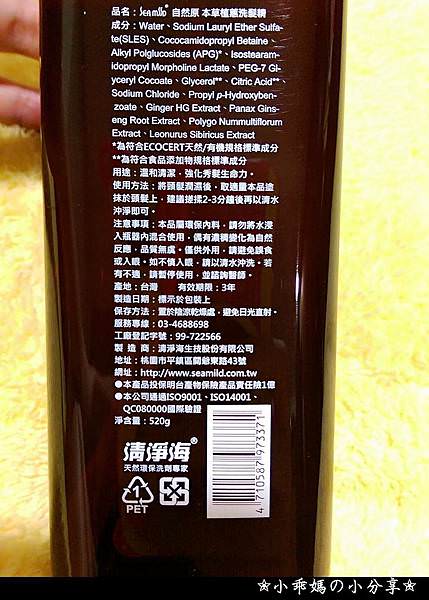 品名:Seamild® 自然原 本草植蕙洗髮精
成分:Water、Sodium Lauryl Ether Sulfa-
te(SLES)、Cococamidopropyl Betaine、
Alkyl Polglucosides (APG)*、Isosteram-
idopropyl Morpholine Lactate、PEG-7 Gl-
yceryl Cocoate、Glycerol**、Citric Acid**、
Sodium Chloride、Propyl p-Hydroxyben-
zoate、Ginger HG Extract、Panax Gins-
eng Root Extract、Polygo Nummultiflorum
Extract、Leonurus Sibiricus Extract
*為符合ECOCERT天然/有機規格標準成分
**為符合食品添加物規格標準成分
用途:溫和清潔,強化秀髮生命力。
使用方法:將頭髮潤濕後、取適量本品塗
抹於頭髮上,建議搓揉2-3分鐘後再以清水
沖淨即可。
注意事項:本品屬環保內料,請勿將水浸
入瓶器內混合使用,偶有濃稠變化為自然
反應,品質無虞。僅供外用,請避免誤食
或入眼。如不慎入眼,請以清水沖洗。若
有不適,請暫停使用,並諮詢醫師。
產地:台灣 有效期限:3年
製造日期:標示於包裝上
保存方法:置於陰涼乾燥處,避免日光直射。
服務專線:03-4688698
工廠登記字號:99-722566
製 造 商:清淨海生技股份有限公司
地址:桃園市平鎮區關爺東路43號
網址:http://www.seamild.com.tw
●本產品投保明台產物保險產品責任險1億
●本公司通過ISO9001、ISO14001、
QC080000國際驗證
淨含量:520g
清淨海®
天然環保洗劑專家
1
PET
4 710587 973371
☆小乖媽の小分享☆